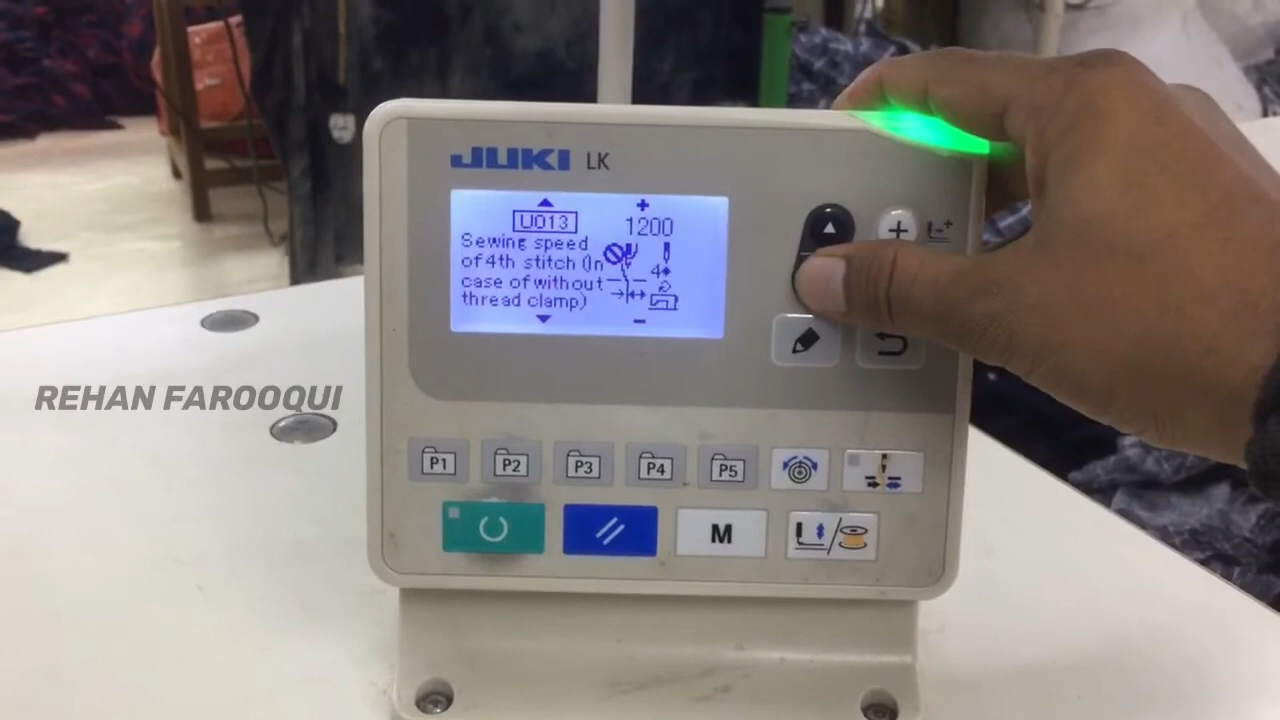 JUKI LK
U013
1200
Sewing speed
of 4th stitch (In
case of without
thread clamp)
4
REHAN FAROOQUI
P1 P2 P3 P4 P5
M